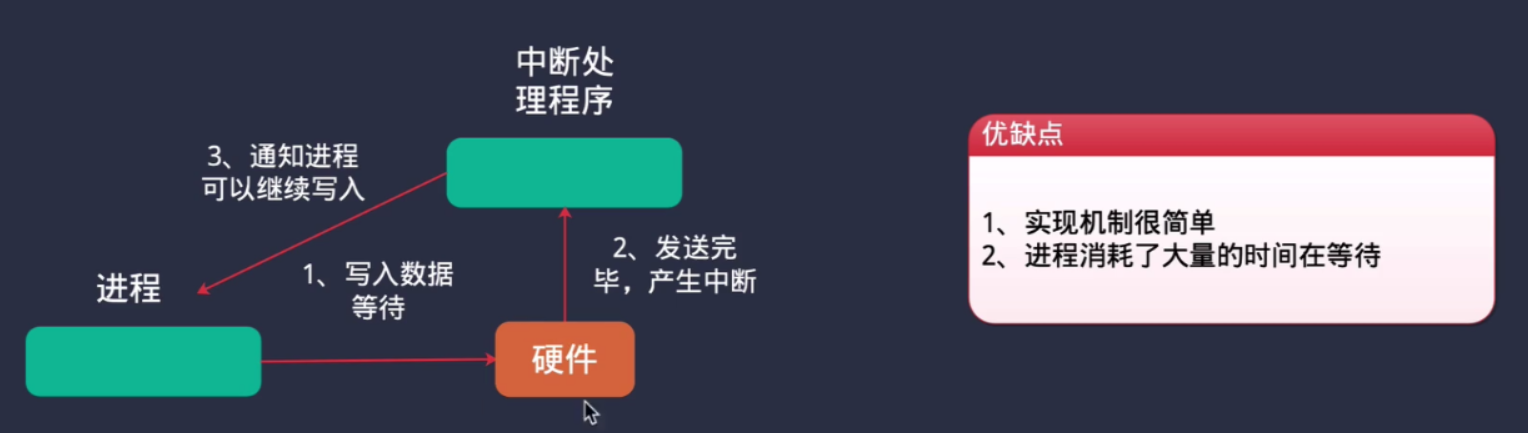 中断处
理程序
3、通知进程
可以继续写入
进程
1、写入数据
等待
2、发送完
毕，产生中断
硬件
优缺点
1、实现机制很简单
2、进程消耗了大量的时间在等待